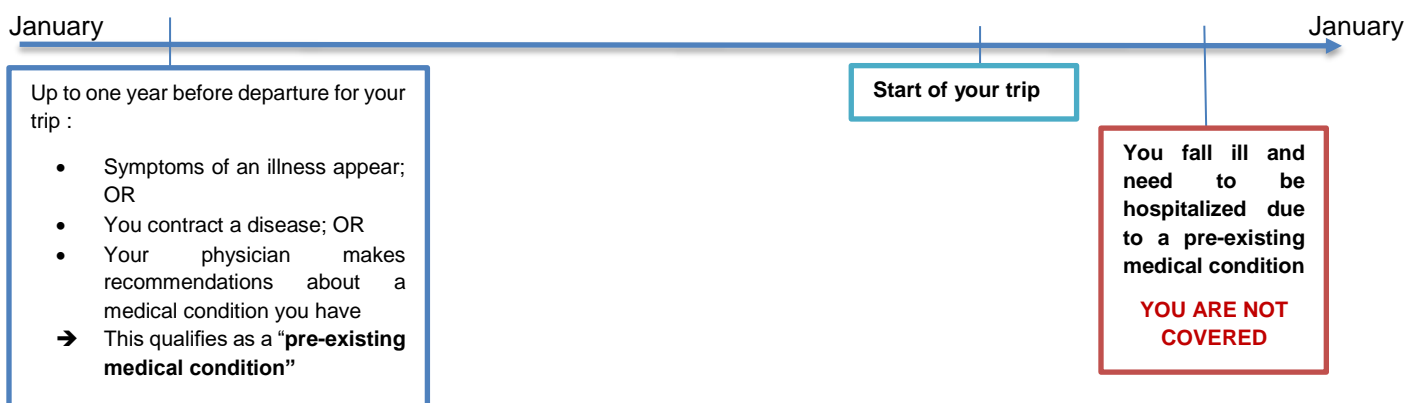 January
January
Up to one year before departure for your
trip :
• Symptoms of an illness appear;
OR
• You contract a disease; OR
• Your physician makes
recommendations about a
medical condition you have
➔ This qualifies as a “pre-existing
medical condition”
Start of your trip
You fall ill and
need to be
hospitalized due
to a pre-existing
medical condition
YOU ARE NOT
COVERED